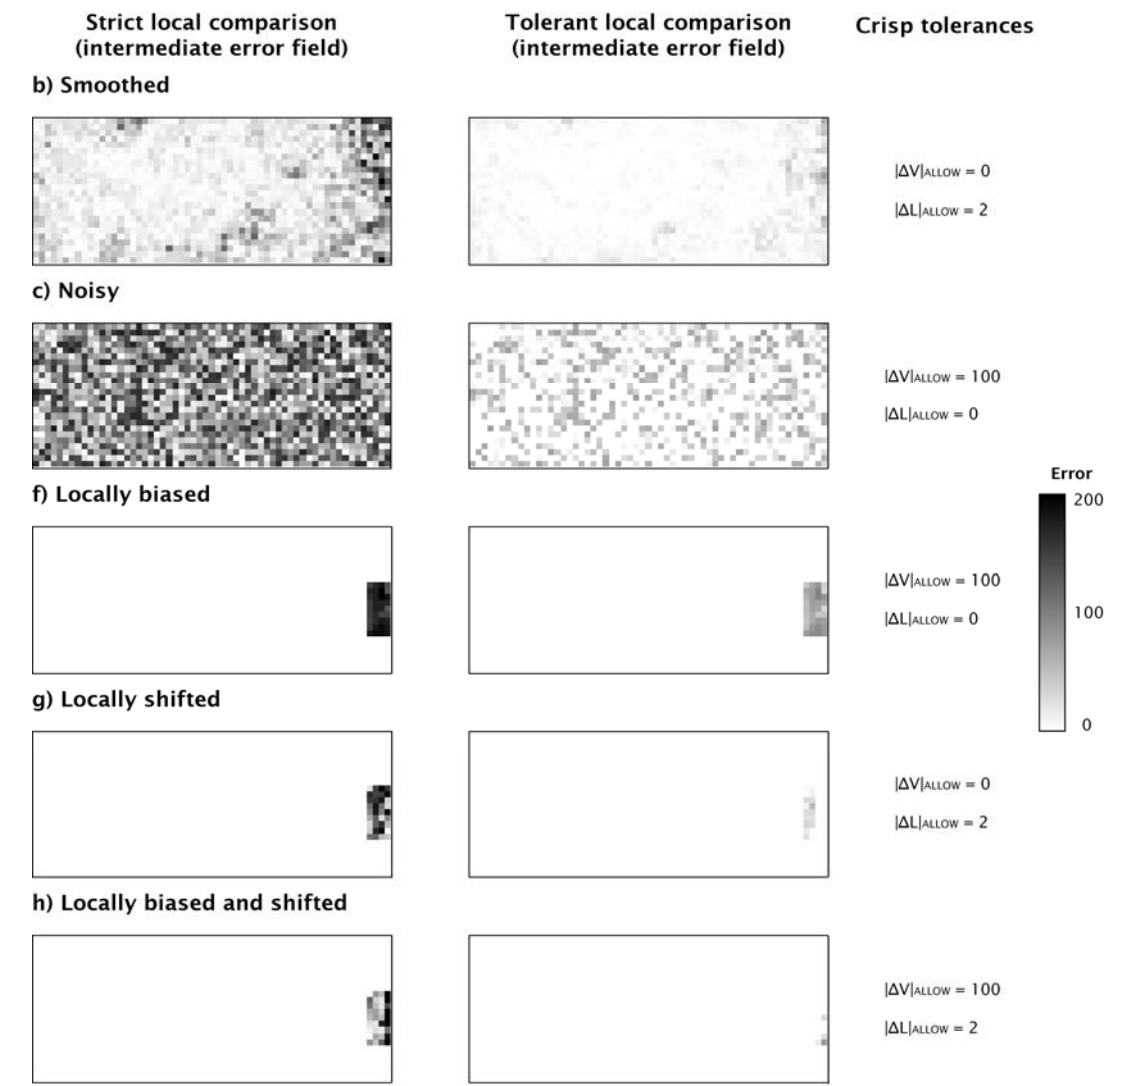 Strict local comparison
(intermediate error field)
Tolerant local comparison
(intermediate error field)
Crisp tolerances
b) Smoothed
|ΔV|ALLOW = 0
|ΔL|ALLOW = 2
c) Noisy
|ΔV|ALLOW = 100
|ΔL|ALLOW = 0
f) Locally biased
|ΔV|ALLOW = 100
|ΔL|ALLOW = 0
Error
200
100
0
g) Locally shifted
|ΔV|ALLOW = 0
|ΔL|ALLOW = 2
h) Locally biased and shifted
|ΔV|ALLOW = 100
|ΔL|ALLOW = 2